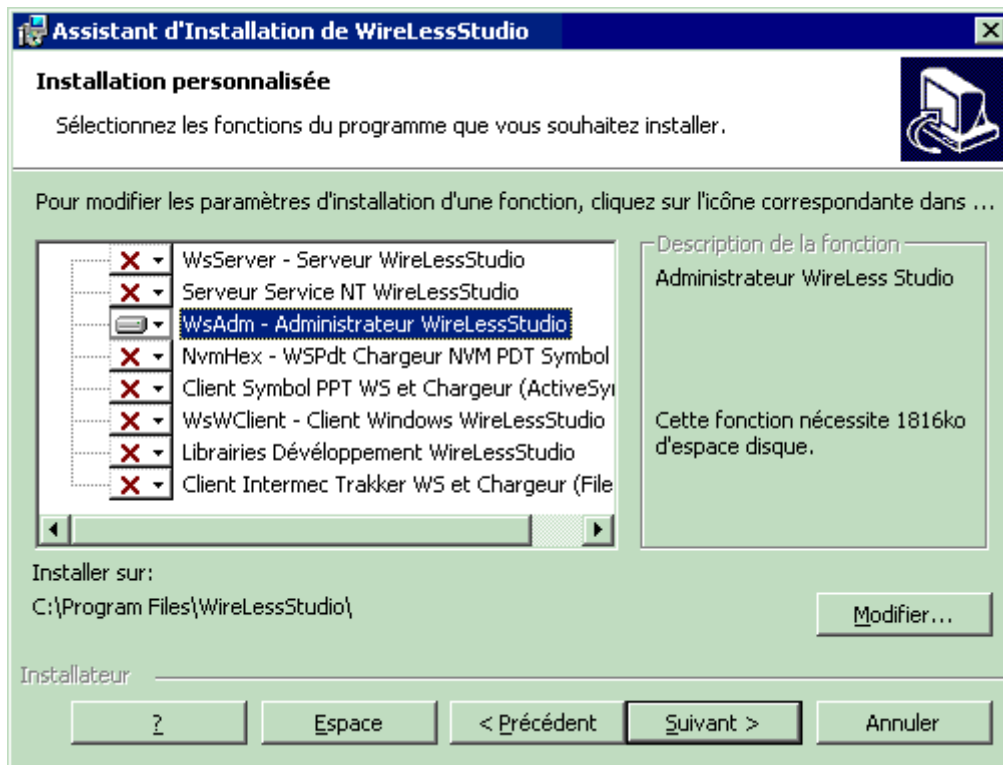 Assistant d'Installation de WireLessStudio
Installation personnalisée
Sélectionnez les fonctions du programme que vous souhaitez installer.
Pour modifier les paramètres d'installation d'une fonction, cliquez sur l'icône correspondante dans ...
WsServer - Serveur WireLessStudio
Serveur Service NT WireLessStudio
WsAdm - Administrateur WireLessStudio
NvmHex - WSPdt Chargeur NVM PDT Symbol
Client Symbol PPT WS et Chargeur (ActiveSy
WsWClient - Client Windows WireLessStudio
Librairies Dévéloppement WireLessStudio
Client Intermec Trakker WS et Chargeur (File
Description de la fonction
Administrateur WireLess Studio
Cette fonction nécessite 1816ko
d'espace disque.
Installer sur:
C:\Program Files\WireLessStudio\
Modifier...
Installateur
?
Espace
< Précédent
Suivant >
Annuler